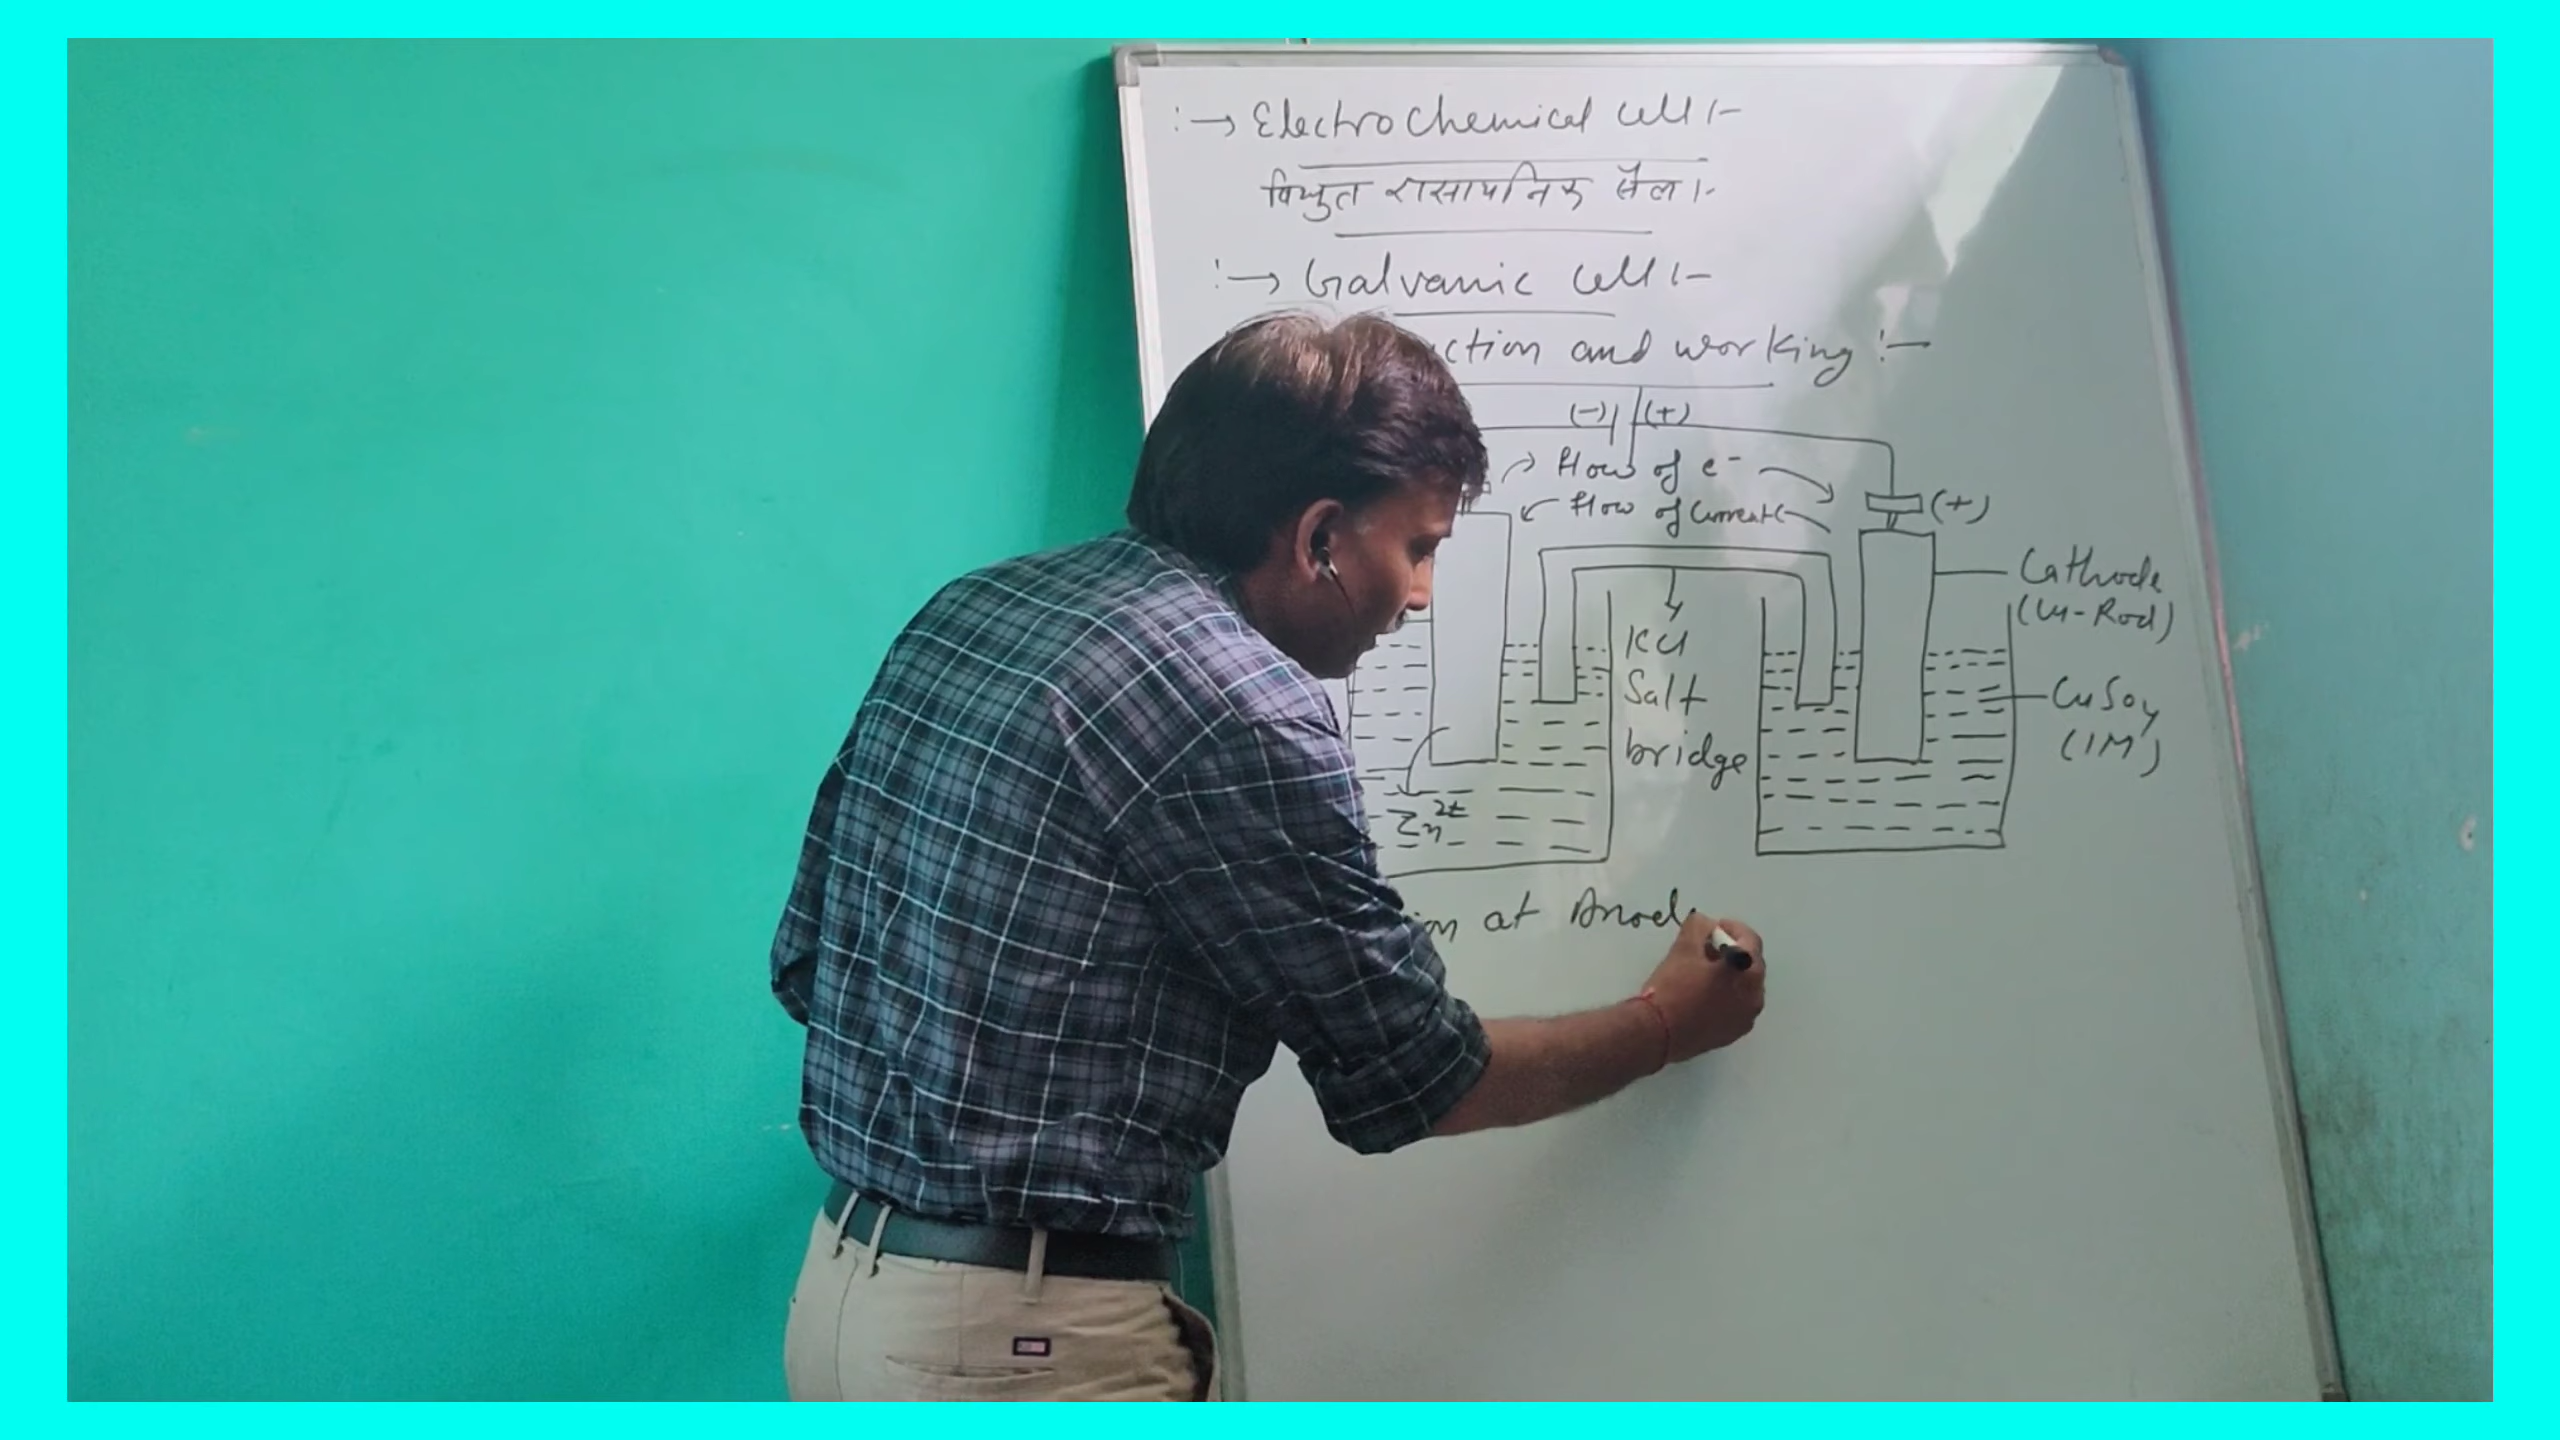 :→ Electrochemical cell :-
विद्युत रासायनिक सैल :-
:→ Galvanic cell :-
ction and working :-
(-) (+)
Flow of e⁻
Flow of Current
(+)
Cathode
(Cu-Rod)
KCl
Salt
bridge
CuSO4
(1M)
Zn²⁺
on at Anode